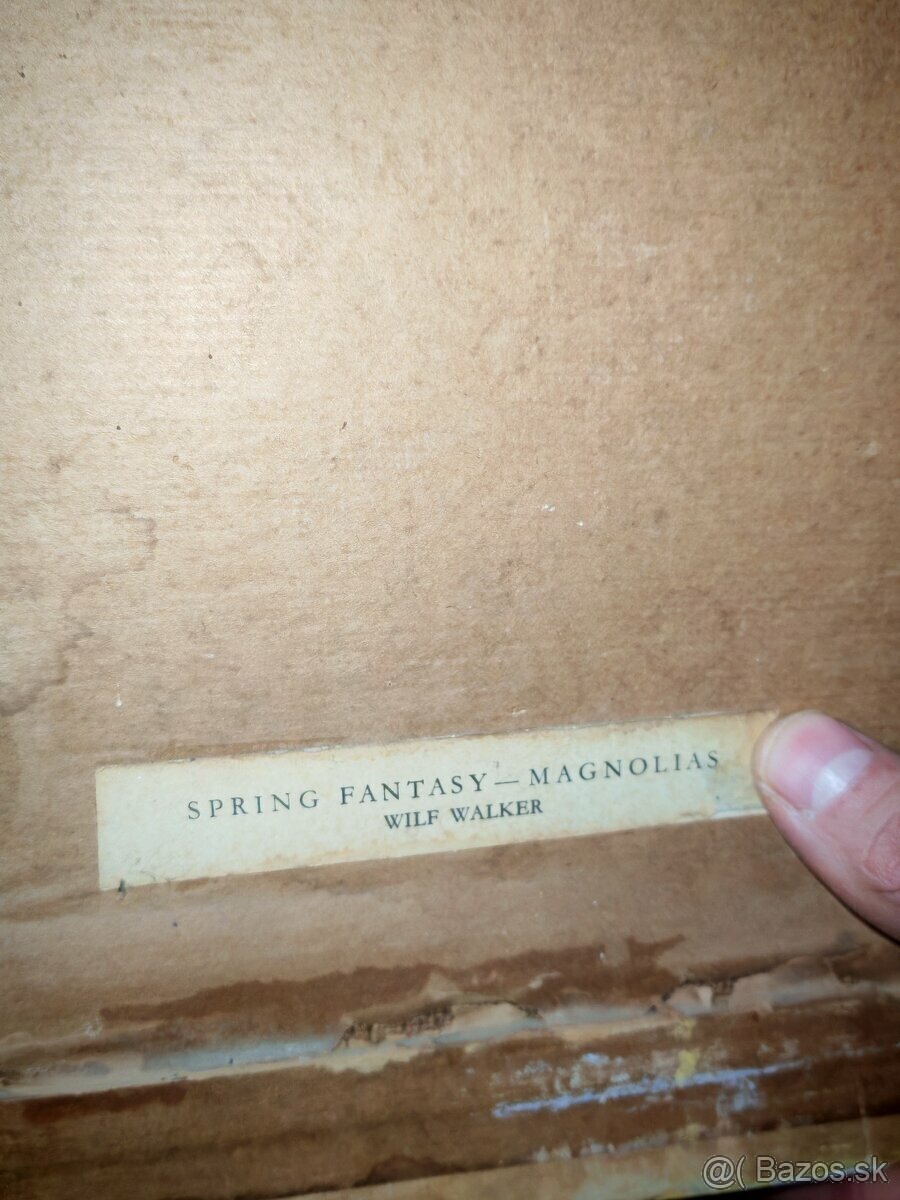 SPRING FANTASY — MAGNOLIAS
WILF WALKER
@( Bazos.sk